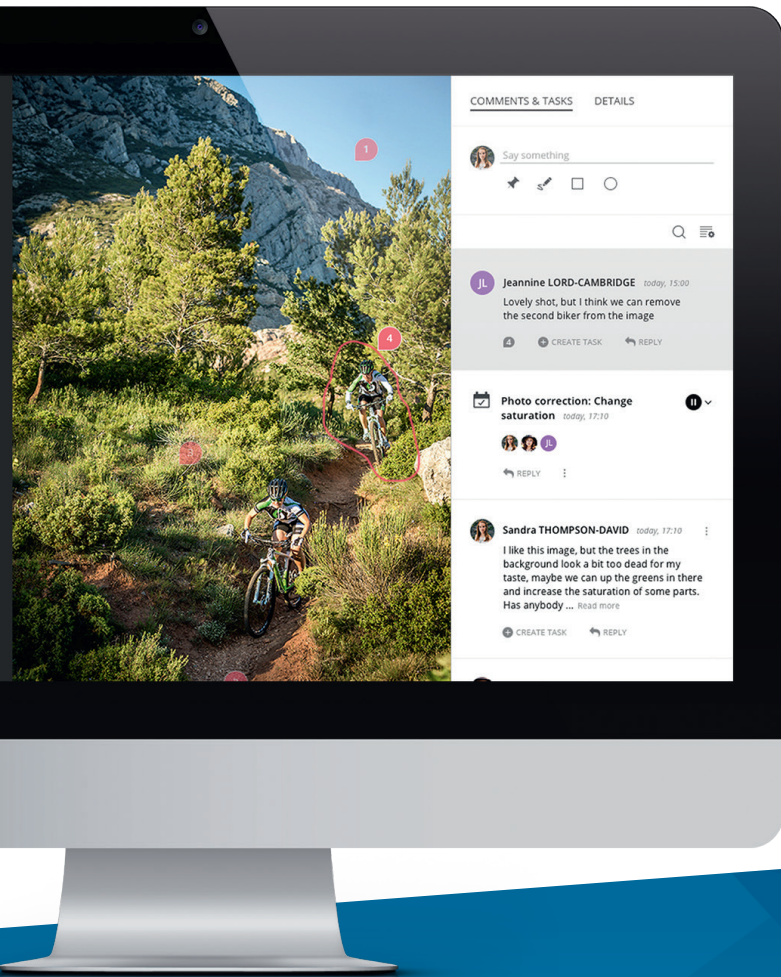 1
4
3
COMMENTS & TASKS DETAILS
Say something
JL Jeannine LORD-CAMBRIDGE today, 15:00
Lovely shot, but I think we can remove
the second biker from the image
4 CREATE TASK REPLY
Photo correction: Change
saturation today, 17:10
JL
REPLY
Sandra THOMPSON-DAVID today, 17:10
I like this image, but the trees in the
background look a bit too dead for my
taste, maybe we can up the greens in there
and increase the saturation of some parts.
Has anybody ... Read more
CREATE TASK REPLY